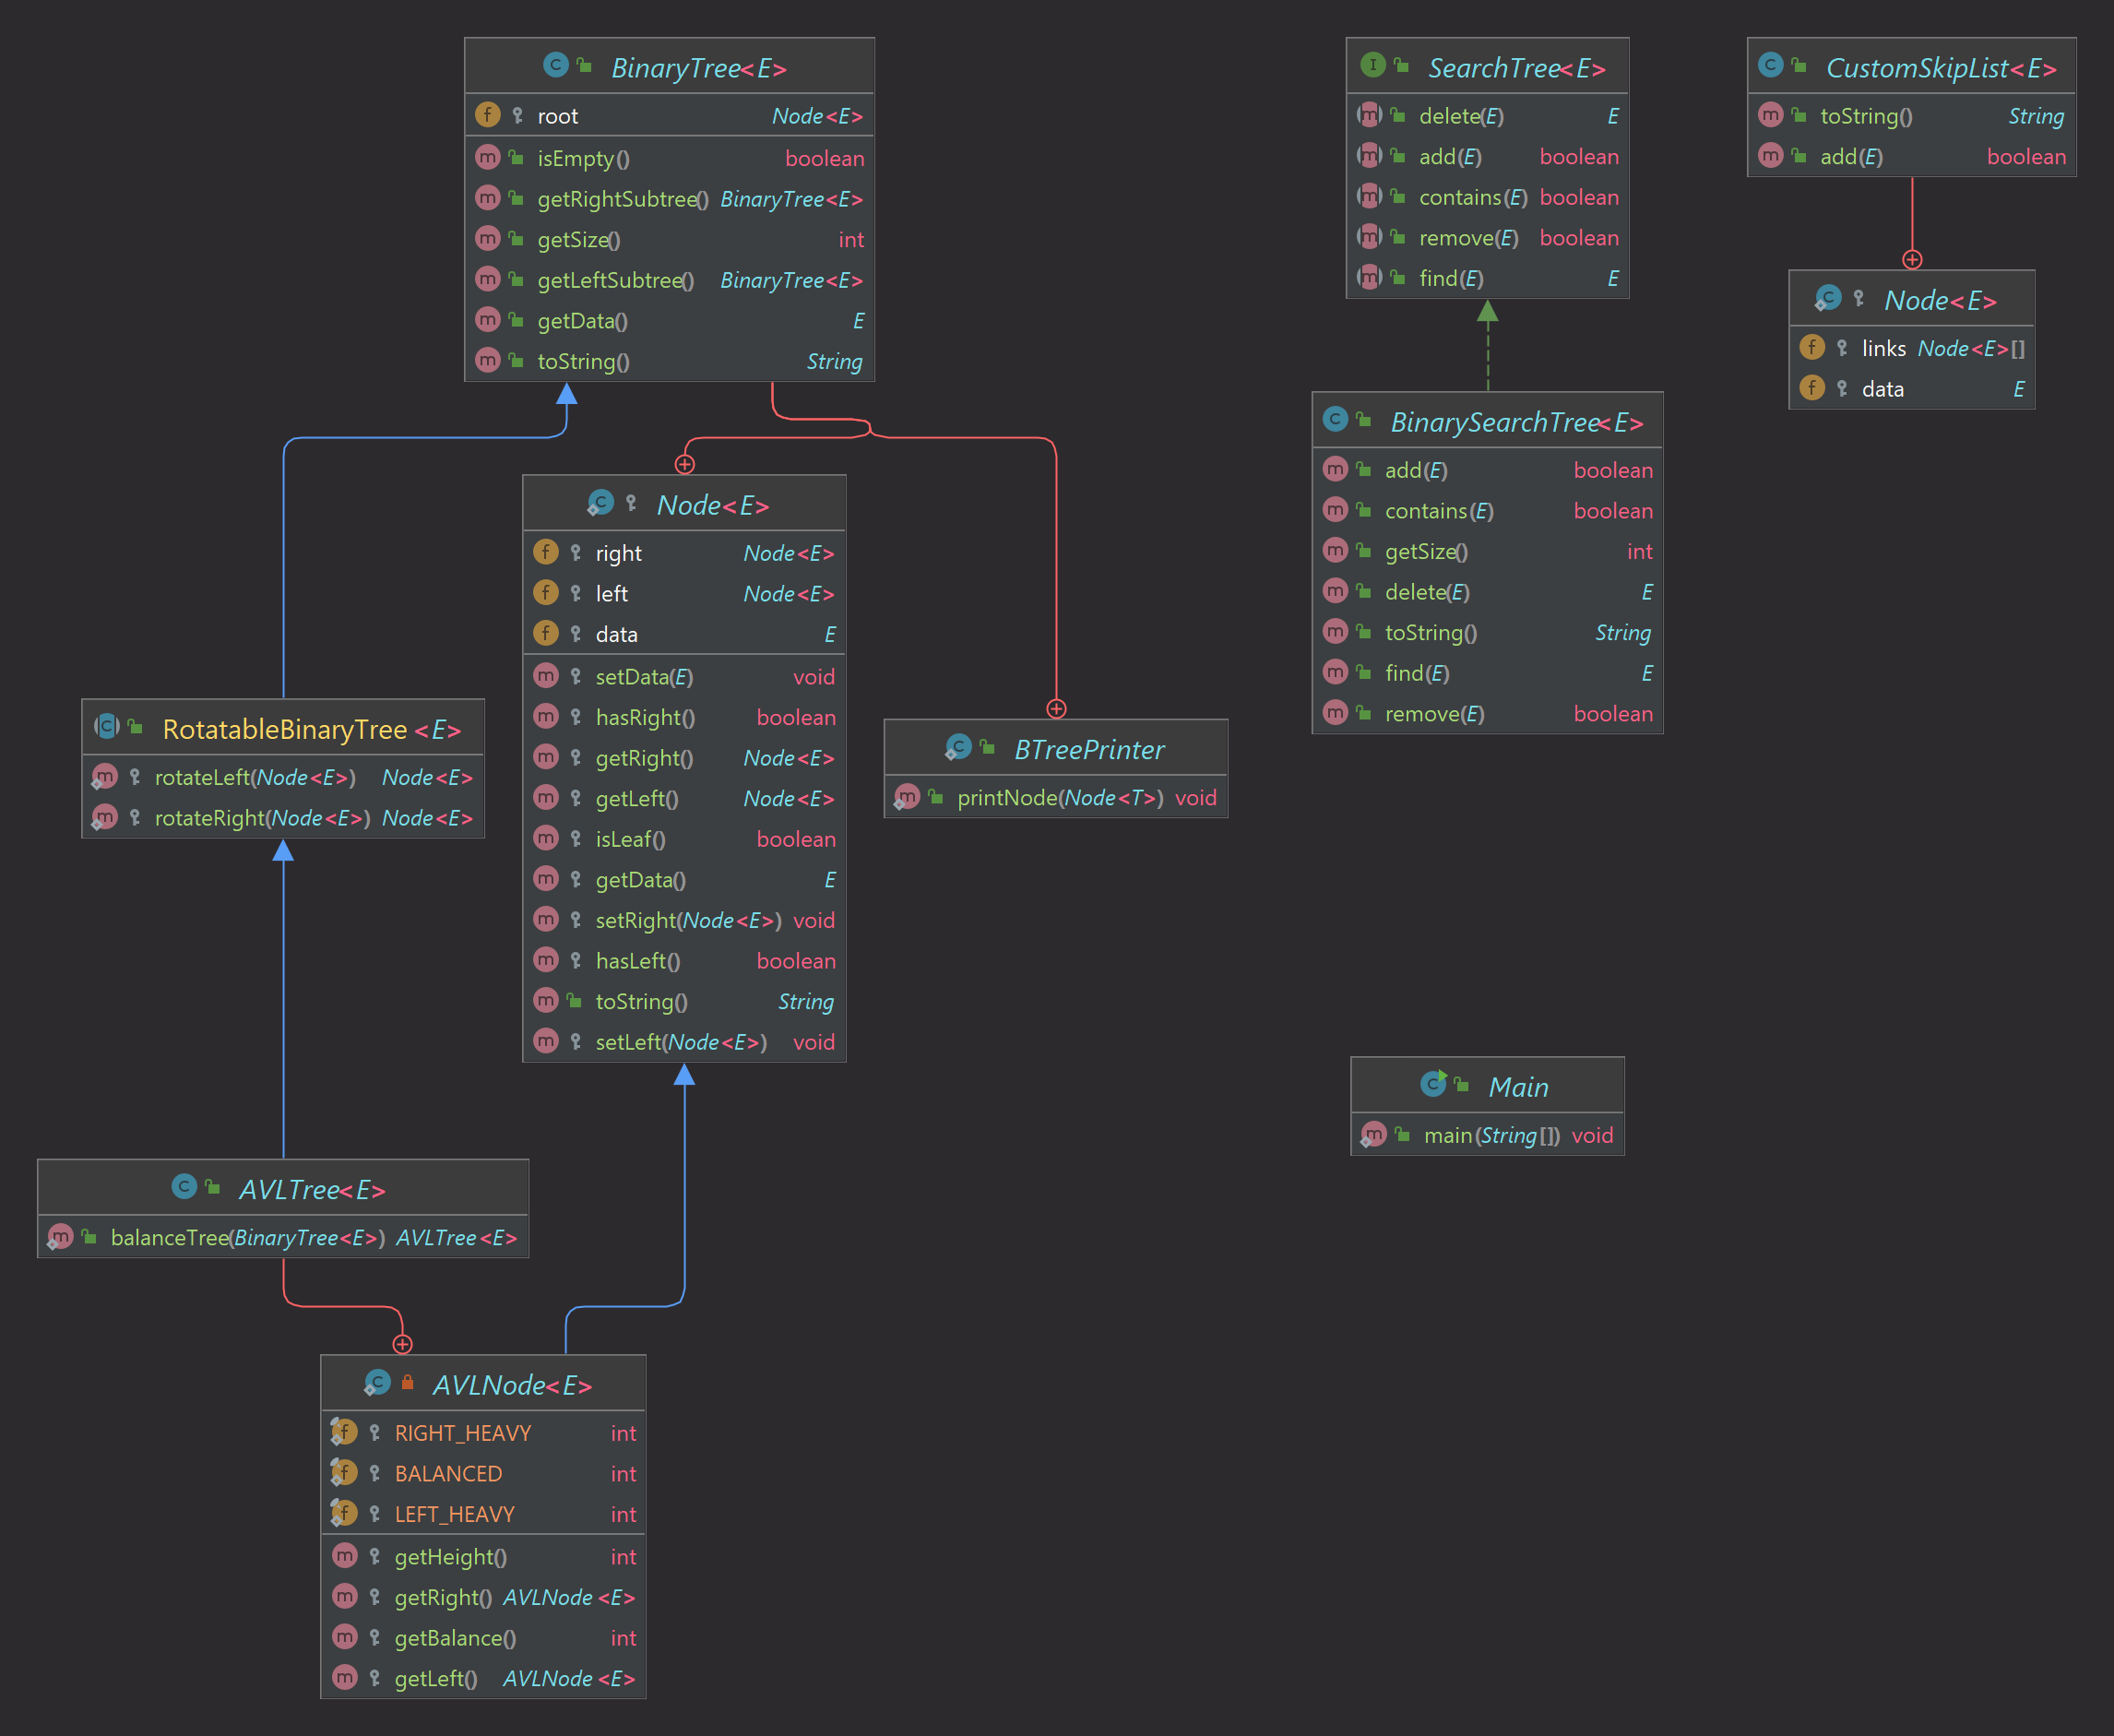 BinaryTree<E>
root Node<E>
isEmpty() boolean
getRightSubtree() BinaryTree<E>
getSize() int
getLeftSubtree() BinaryTree<E>
getData() E
toString() String
SearchTree<E>
delete(E) E
add(E) boolean
contains(E) boolean
remove(E) boolean
find(E) E
CustomSkipList<E>
toString() String
add(E) boolean
Node<E>
links Node<E>[]
data E
BinarySearchTree<E>
add(E) boolean
contains(E) boolean
getSize() int
delete(E) E
toString() String
find(E) E
remove(E) boolean
Node<E>
right Node<E>
left Node<E>
data E
setData(E) void
hasRight() boolean
getRight() Node<E>
getLeft() Node<E>
isLeaf() boolean
getData() E
setRight(Node<E>) void
hasLeft() boolean
toString() String
setLeft(Node<E>) void
RotatableBinaryTree <E>
rotateLeft(Node<E>) Node<E>
rotateRight(Node<E>) Node<E>
BTreePrinter
printNode(Node<T>) void
Main
main(String[]) void
AVLTree<E>
balanceTree(BinaryTree<E>) AVLTree<E>
AVLNode<E>
RIGHT_HEAVY int
BALANCED int
LEFT_HEAVY int
getHeight() int
getRight() AVLNode <E>
getBalance() int
getLeft() AVLNode <E>